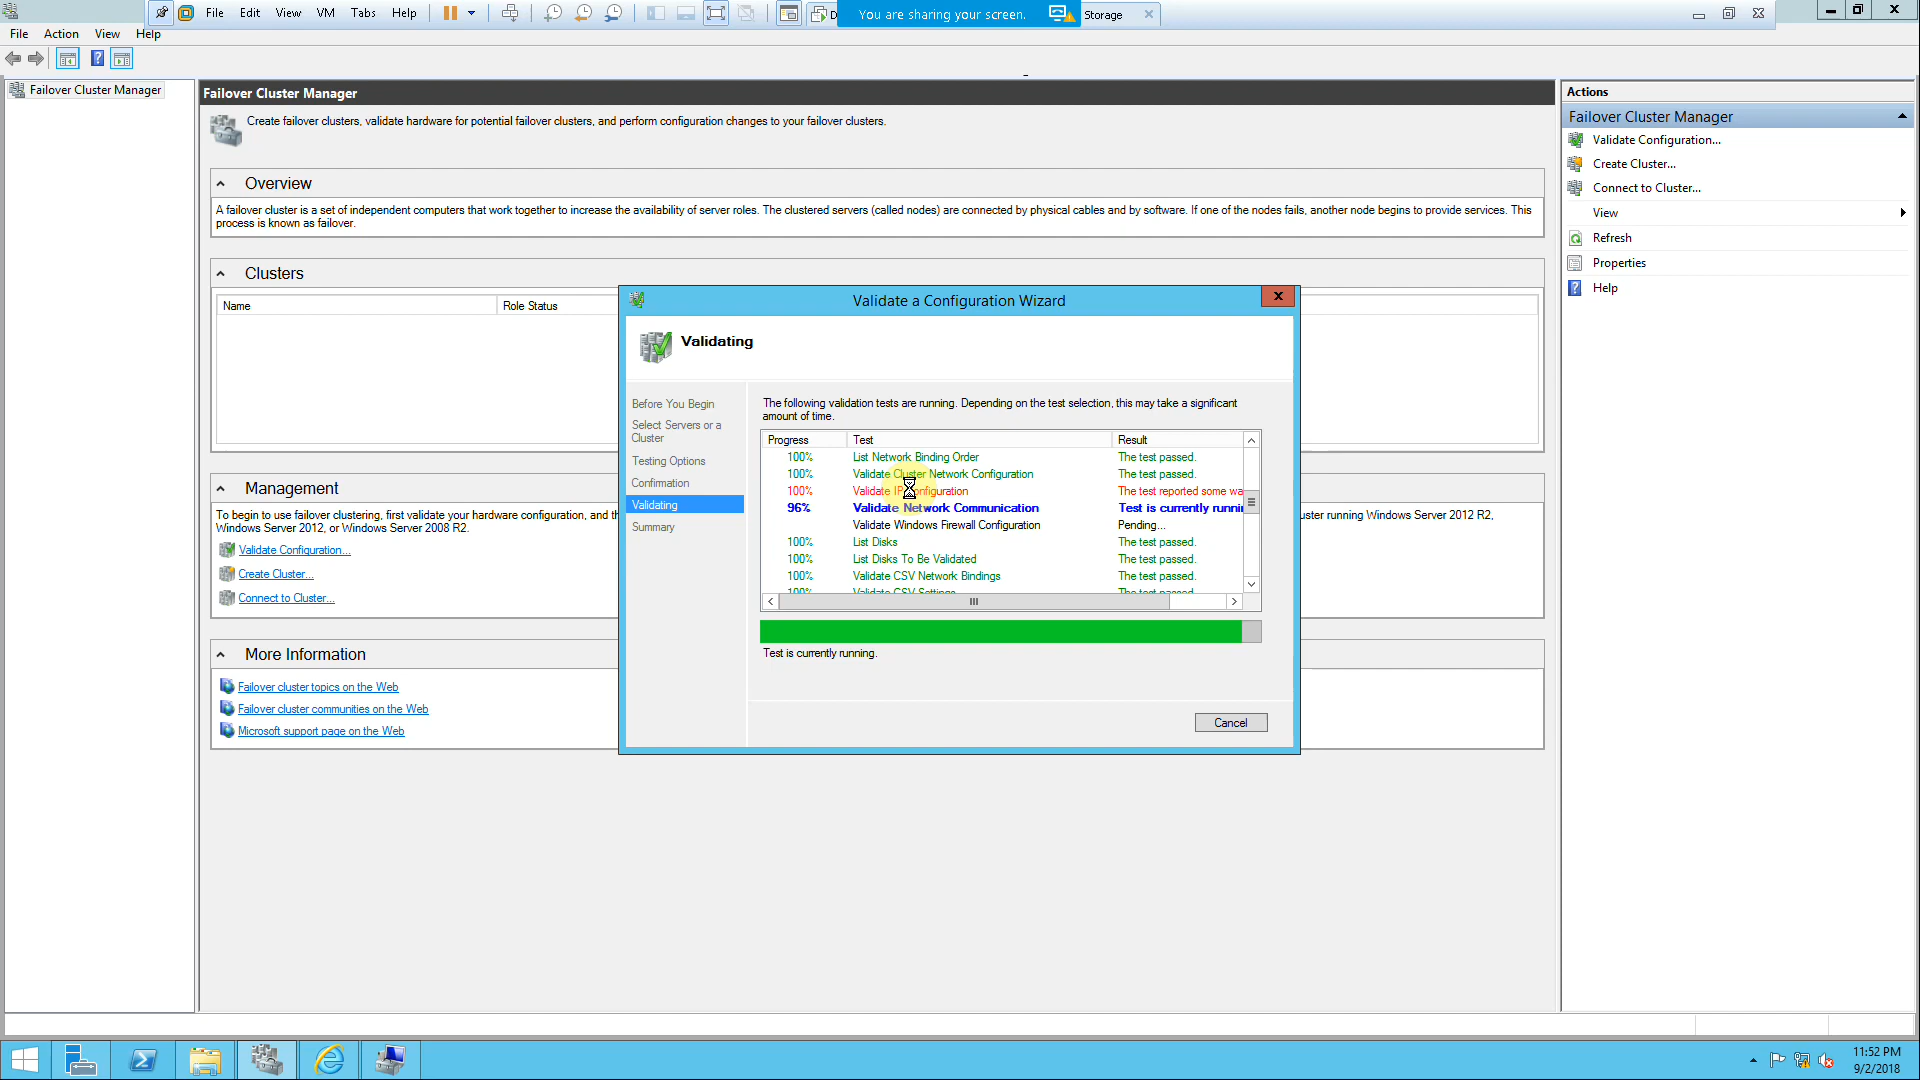 File Edit View VM Tabs Help
You are sharing your screen.
Storage
File Action View Help
Failover Cluster Manager
Failover Cluster Manager
Create failover clusters, validate hardware for potential failover clusters, and perform configuration changes to your failover clusters.
Overview
A failover cluster is a set of independent computers that work together to increase the availability of server roles. The clustered servers (called nodes) are connected by physical cables and by software. If one of the nodes fails, another node begins to provide services. This
process is known as failover.
Clusters
Name Role Status
Management
To begin to use failover clustering, first validate your hardware configuration, and th
uster running Windows Server 2012 R2,
Windows Server 2012, or Windows Server 2008 R2.
Validate Configuration...
Create Cluster...
Connect to Cluster...
More Information
Failover cluster topics on the Web
Failover cluster communities on the Web
Microsoft support page on the Web
Validate a Configuration Wizard
Validating
Before You Begin
Select Servers or a
Cluster
Testing Options
Confirmation
Validating
Summary
The following validation tests are running. Depending on the test selection, this may take a significant
amount of time.
Progress Test Result
100% List Network Binding Order The test passed.
100% Validate Cluster Network Configuration The test passed.
100% Validate IP Configuration The test reported some wa
96% Validate Network Communication Test is currently runnin
Validate Windows Firewall Configuration Pending...
100% List Disks The test passed.
100% List Disks To Be Validated The test passed.
100% Validate CSV Network Bindings The test passed.
100% Validate CSV Settings The test passed.
Test is currently running.
Cancel
Actions
Failover Cluster Manager
Validate Configuration...
Create Cluster...
Connect to Cluster...
View
Refresh
Properties
Help
11:52 PM
9/2/2018